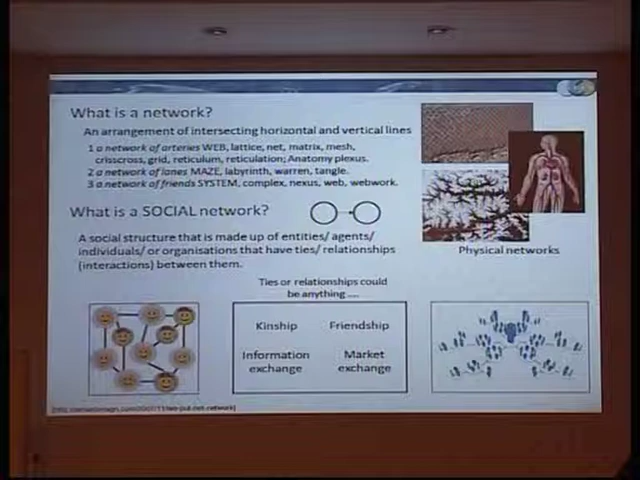 What is a network?
An arrangement of intersecting horizontal and vertical lines
1 a network of arteries WEB, lattice, net, matrix, mesh,
crisscross, grid, reticulum, reticulation; Anatomy plexus.
2 a network of lanes MAZE, labyrinth, warren, tangle.
3 a network of friends SYSTEM, complex, nexus, web, webwork.
Physical networks
What is a SOCIAL network?
A social structure that is made up of entities/ agents/
individuals/ or organisations that have ties/ relationships
(interactions) between them.
Ties or relationships could
be anything ....
Kinship Friendship
Information Market
exchange exchange